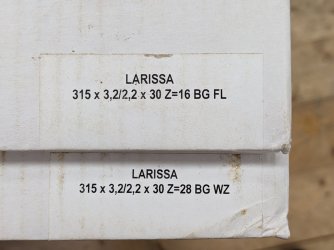 LARISSA
315 x 3,2/2,2 x 30 Z=16 BG FL
LARISSA
315 x 3,2/2,2 x 30 Z=28 BG WZ